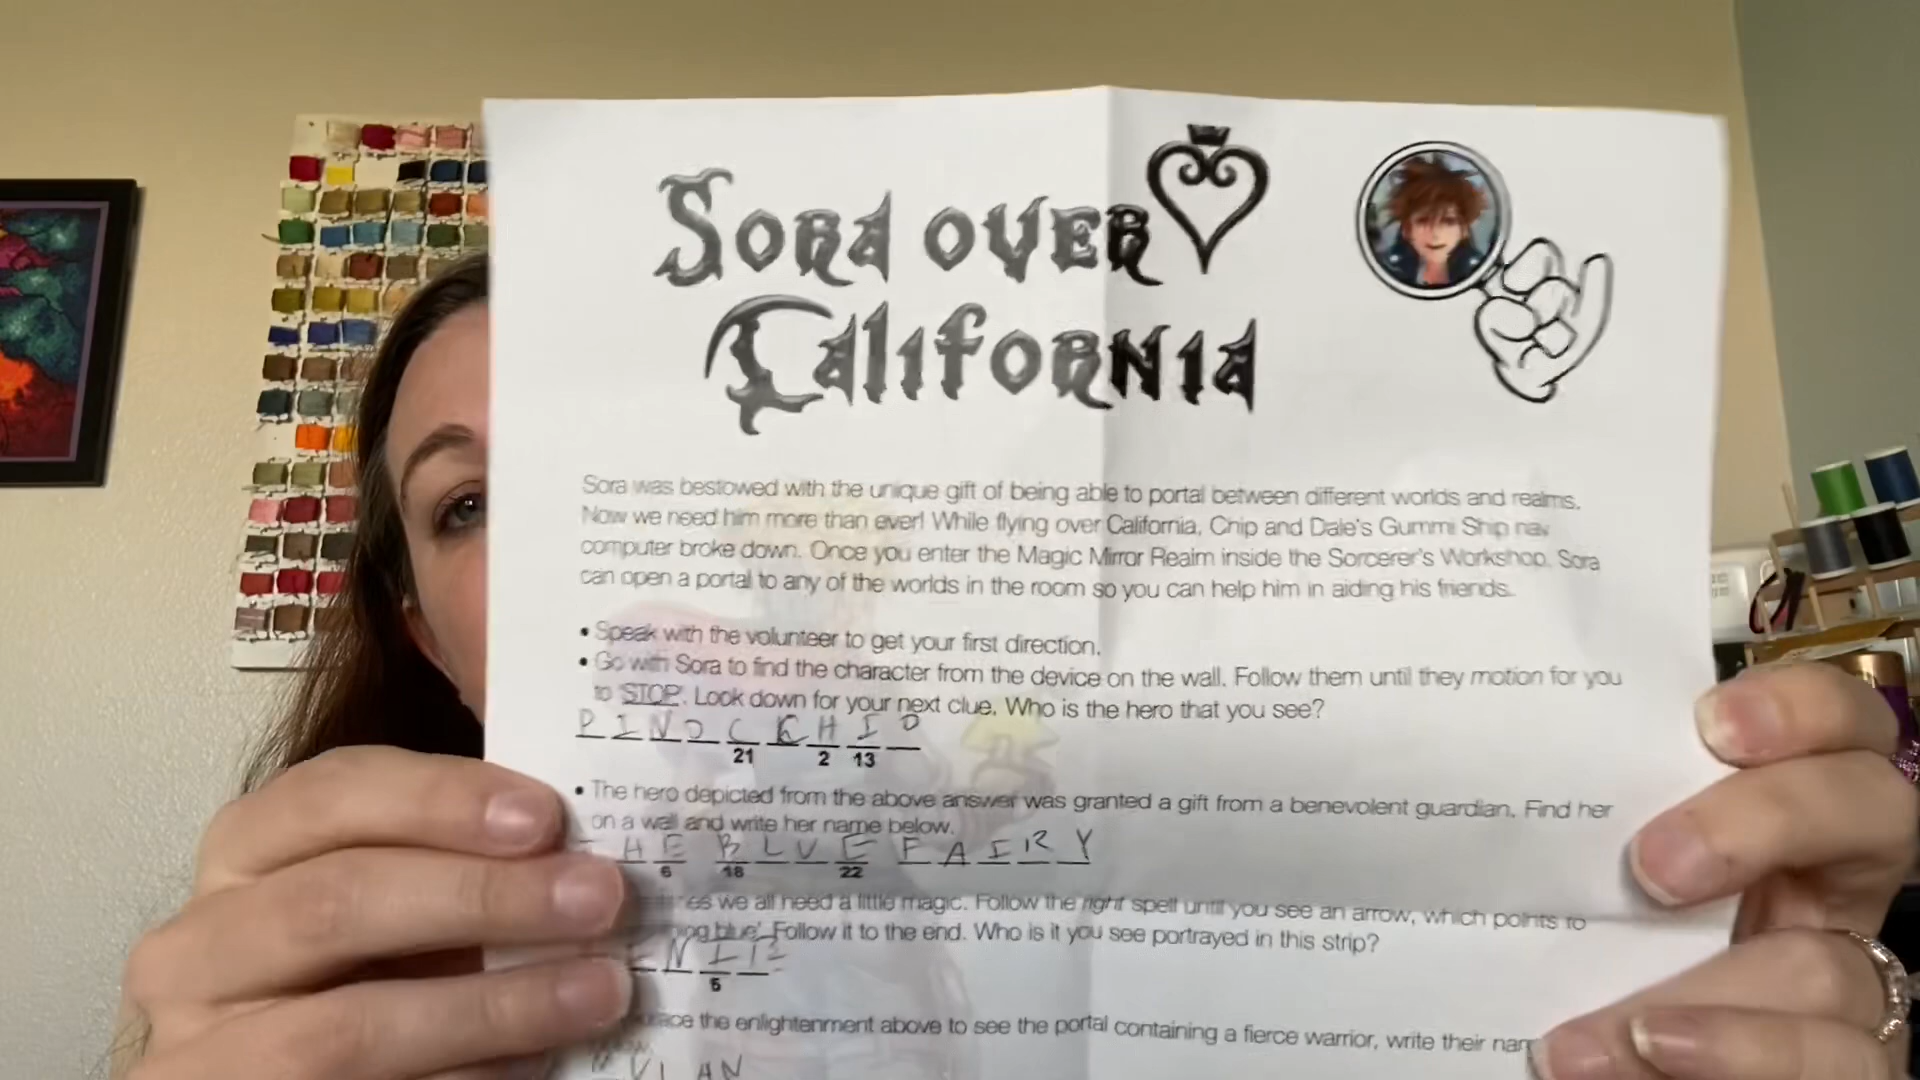 Sora over
California
Sora was bestowed with the unique gift of being able to portal between different worlds and realms.
Now we need him more than ever! While flying over California, Chip and Dale's Gummi Ship nav
computer broke down. Once you enter the Magic Mirror Realm inside the Sorcerer's Workshop, Sora
can open a portal to any of the worlds in the room so you can help him in aiding his friends.
• Speak with the volunteer to get your first direction.
• Go with Sora to find the character from the device on the wall. Follow them until they motion for you
to 'STOP'. Look down for your next clue. Who is the hero that you see?
PINOCCHIO
21 2 13
• The hero depicted from the above answer was granted a gift from a benevolent guardian. Find her
on a wall and write her name below.
HE BLUE FAIRY
6 18 22
we all need a little magic. Follow the right spell until you see an arrow, which points to
blue'. Follow it to the end. Who is it you see portrayed in this strip?
5
the enlightenment above to see the portal containing a fierce warrior, write their
MULAN